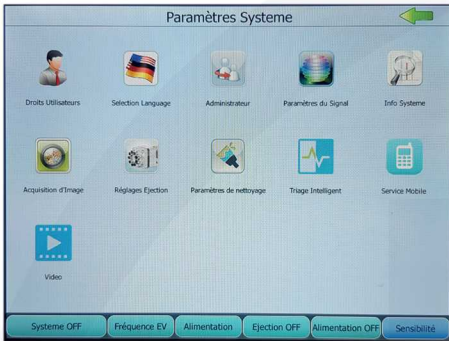 Paramètres Systeme
Droits Utilisateurs
Selection Language
Administrateur
Paramètres du Signal
Info Systeme
Acquisition d'Image
Réglages Ejection
Paramètres de nettoyage
Triage Intelligent
Service Mobile
Video
Systeme OFF
Fréquence EV
Alimentation
Ejection OFF
Alimentation OFF
Sensibilité